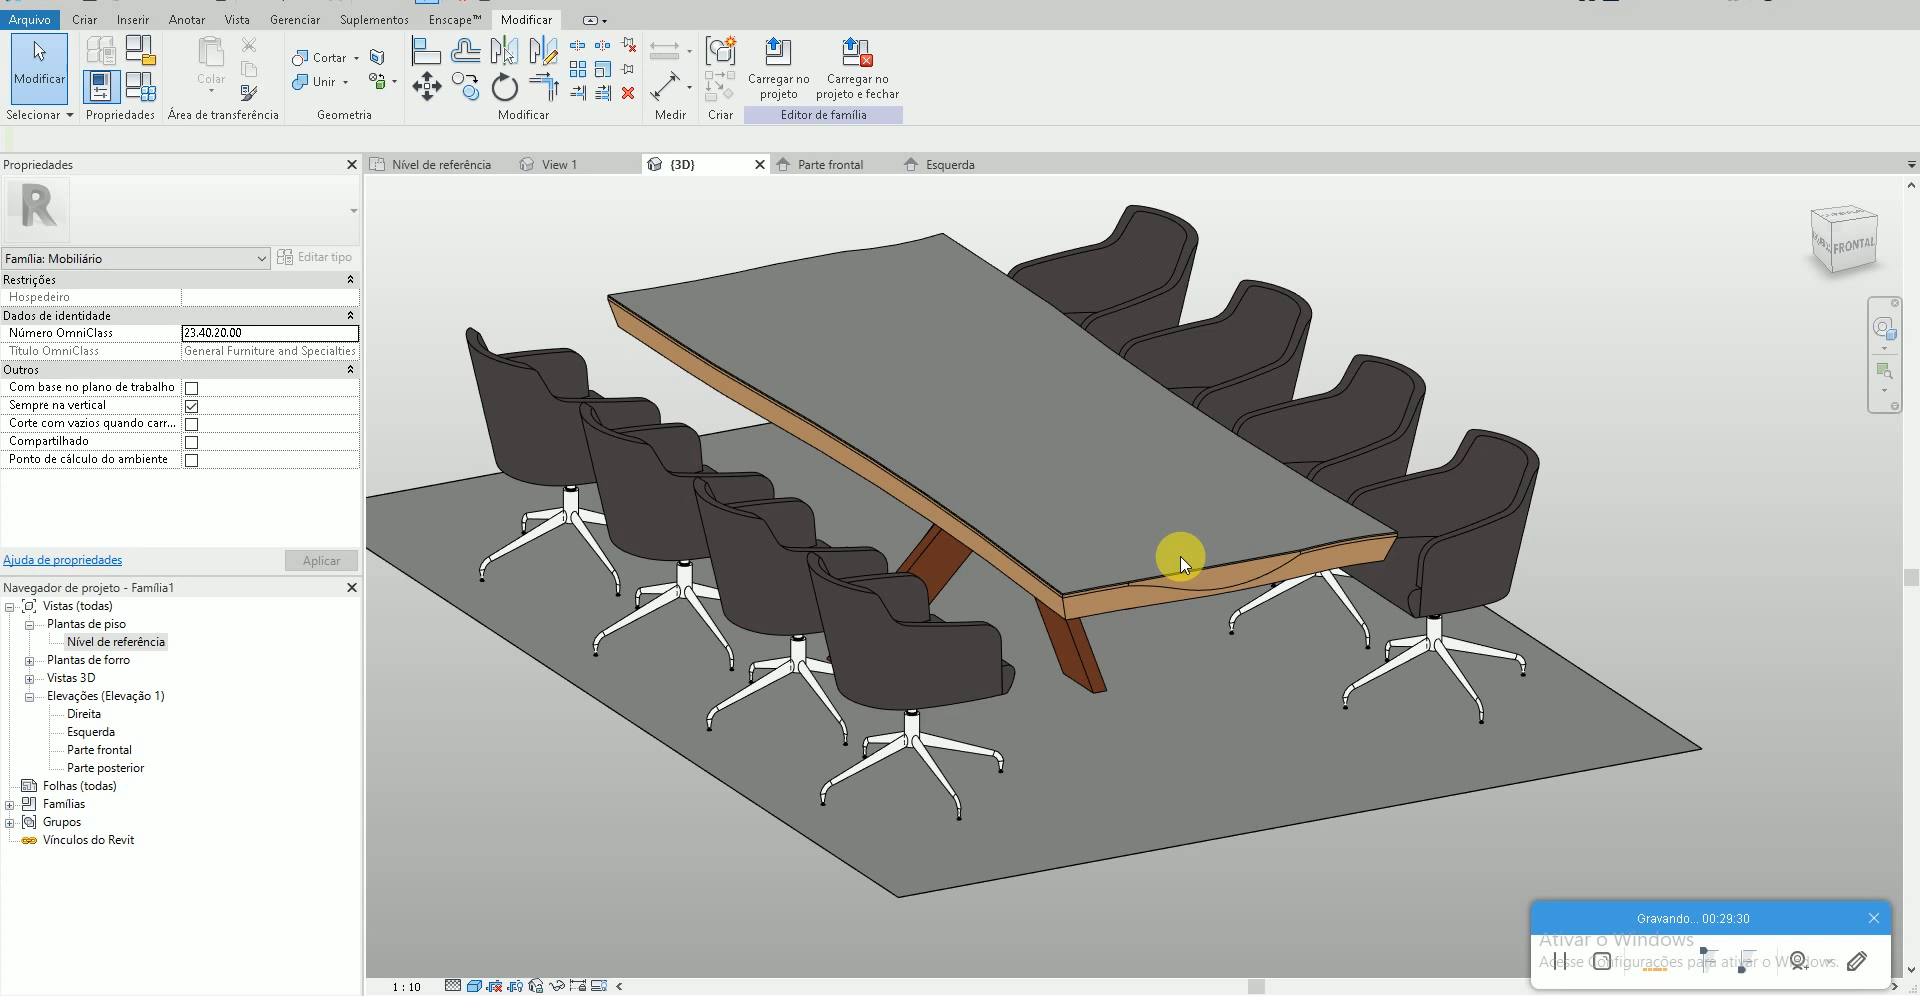 Arquivo Criar Inserir Anotar Vista Gerenciar Suplementos Enscape™ Modificar
Modificar
Colar
Cortar
Unir
Carregar no projeto
Carregar no projeto e fechar
Selecionar Propriedades Área de transferência Geometria Modificar Medir Criar Editor de família
Propriedades
Nível de referência View 1 {3D} Parte frontal Esquerda
R
Família: Mobiliário Editar tipo
Restrições
Hospedeiro
Dados de identidade
Número OmniClass 23.40.20.00
Título OmniClass General Furniture and Specialties
Outros
Com base no plano de trabalho
Sempre na vertical
Corte com vazios quando carr...
Compartilhado
Ponto de cálculo do ambiente
Ajuda de propriedades Aplicar
Navegador de projeto - Família1
Vistas (todas)
Plantas de piso
Nível de referência
Plantas de forro
Vistas 3D
Elevações (Elevação 1)
Direita
Esquerda
Parte frontal
Parte posterior
Folhas (todas)
Famílias
Grupos
Vínculos do Revit
FRONTAL
Gravando... 00:29:30
Ativar o Windows
Acesse Configurações para ativar o Windows.
1 : 10